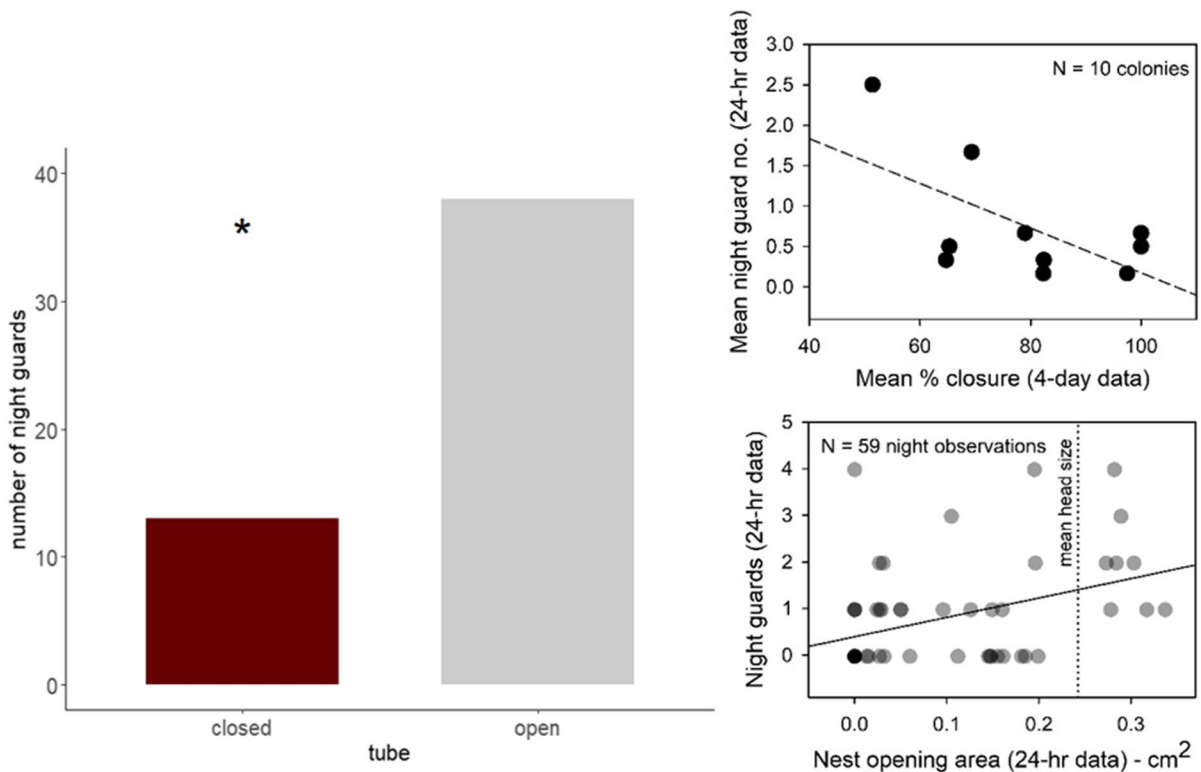 number of night guards
40
30
20
10
0
*
closed
open
tube
Mean night guard no. (24-hr data)
3.0
2.5
2.0
1.5
1.0
0.5
0.0
N = 10 colonies
40
60
80
100
Mean % closure (4-day data)
Night guards (24-hr data)
5
4
3
2
1
0
N = 59 night observations
mean head size
0.0
0.1
0.2
0.3
Nest opening area (24-hr data) - cm²